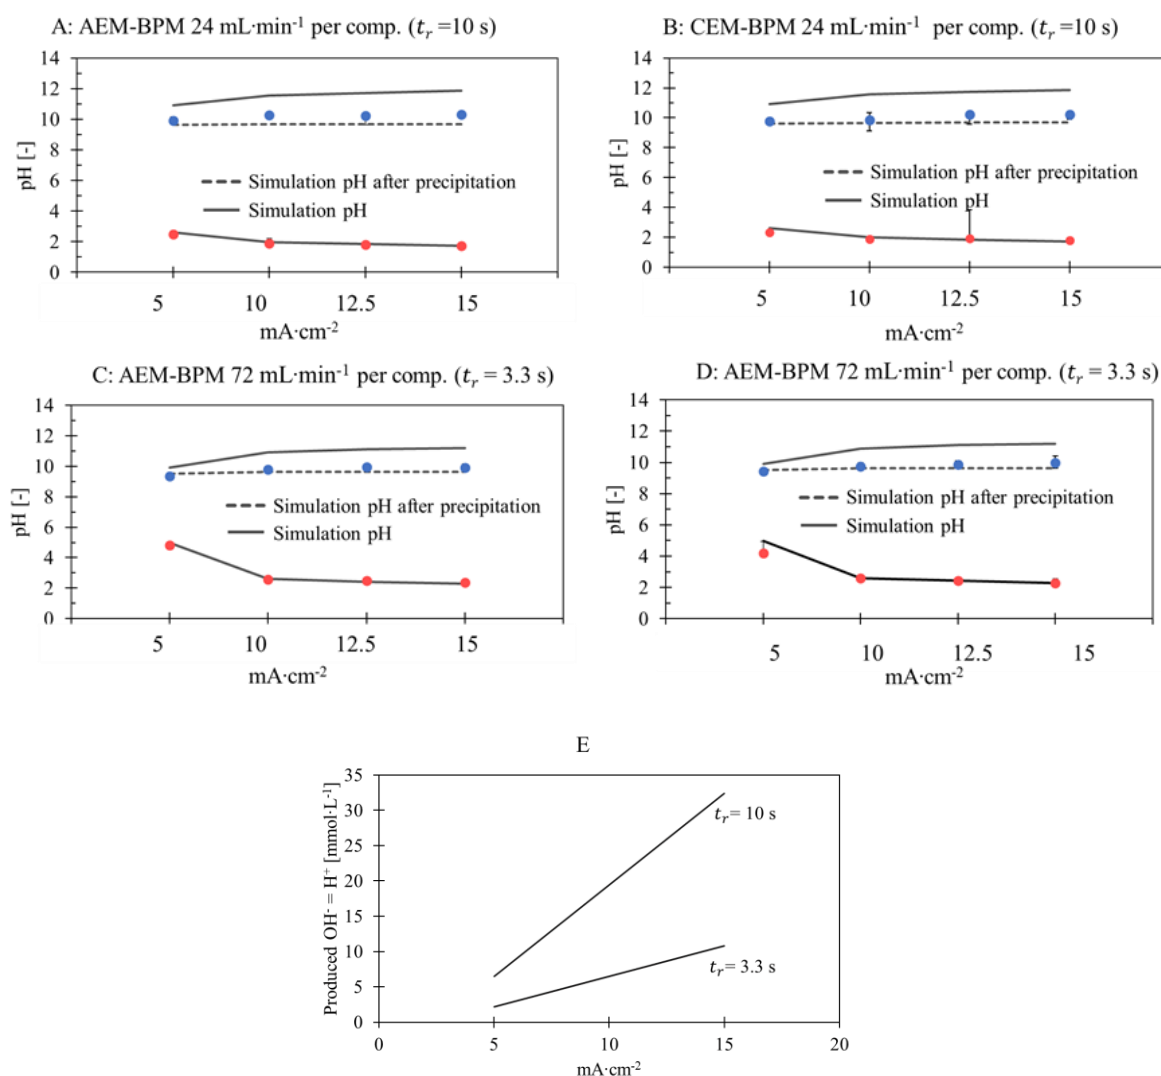 A: AEM-BPM 24 mL·min⁻¹ per comp. (tᵣ =10 s)
14
12
10
8
6
4
2
0
pH [-]
Simulation pH after precipitation
Simulation pH
5 10 12.5 15
mA·cm⁻²
B: CEM-BPM 24 mL·min⁻¹ per comp. (tᵣ =10 s)
14
12
10
8
6
4
2
0
pH [-]
Simulation pH after precipitation
Simulation pH
5 10 12.5 15
mA·cm⁻²
C: AEM-BPM 72 mL·min⁻¹ per comp. (tᵣ = 3.3 s)
14
12
10
8
6
4
2
0
pH [-]
Simulation pH after precipitation
Simulation pH
5 10 12.5 15
mA·cm⁻²
D: AEM-BPM 72 mL·min⁻¹ per comp. (tᵣ = 3.3 s)
14
12
10
8
6
4
2
0
pH [-]
Simulation pH after precipitation
Simulation pH
5 10 12.5 15
mA·cm⁻²
E
35
30
25
20
15
10
5
0
Produced OH⁻ = H⁺ [mmol·L⁻¹]
tᵣ= 10 s
tᵣ= 3.3 s
0 5 10 15 20
mA·cm⁻²